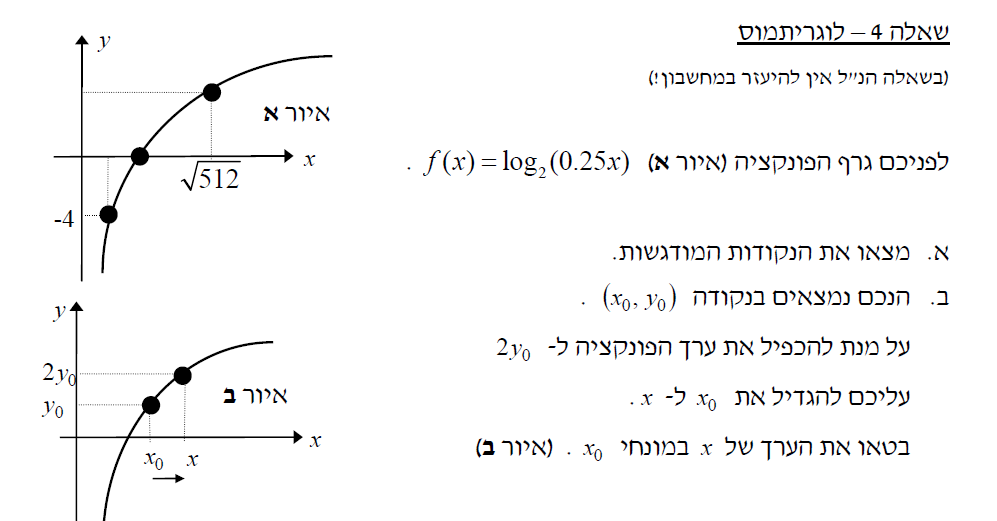 שאלה 4 – לוגריתמוס
(בשאלה הנ״ל אין להיעזר במחשבון!)
לפניכם גרף הפונקציה (איור א) f(x) = log₂(0.25x) .
א. מצאו את הנקודות המודגשות.
ב. הנכם נמצאים בנקודה (x₀, y₀) .
על מנת להכפיל את ערך הפונקציה ל- 2y₀
עליכם להגדיל את x₀ ל- x .
בטאו את הערך של x במונחי x₀ . (איור ב)
y
איור א
x
√512
-4
y
2y₀
איור ב
y₀
x
x₀ x